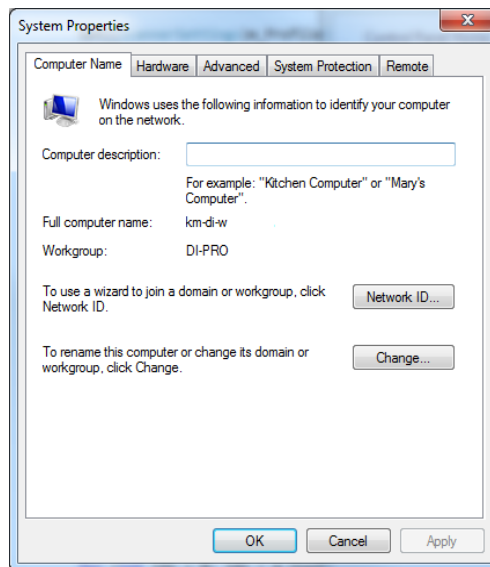 System Properties
Computer Name Hardware Advanced System Protection Remote
Windows uses the following information to identify your computer
on the network.
Computer description:
For example: "Kitchen Computer" or "Mary's
Computer".
Full computer name: km-di-w
Workgroup: DI-PRO
To use a wizard to join a domain or workgroup, click
Network ID.
Network ID...
To rename this computer or change its domain or
workgroup, click Change.
Change...
OK Cancel Apply